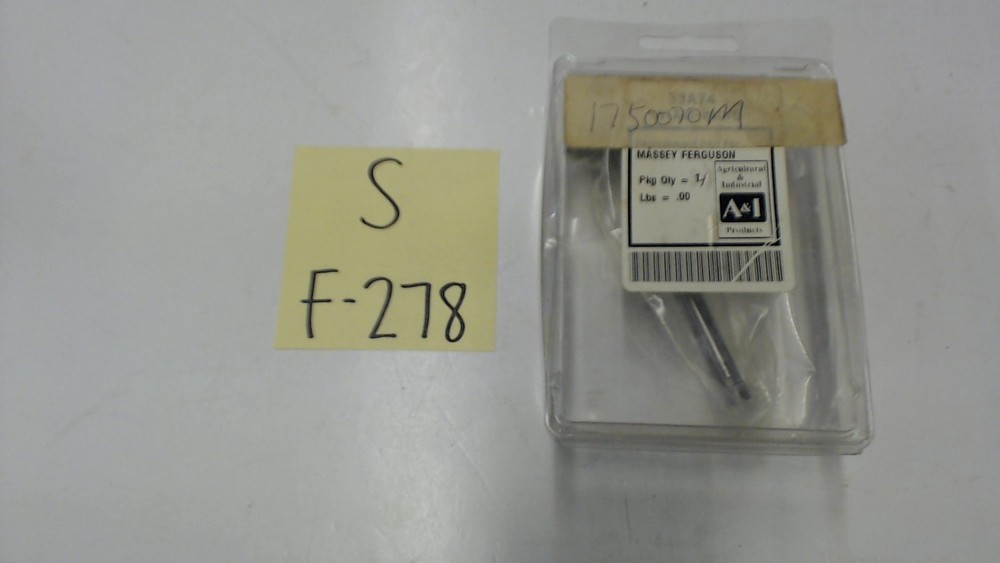 S
F-278
1750070M
MASSEY FERGUSON
Pkg Qty = 1/
Lbs = .00
Agricultural
&
Industrial
A&I
Products